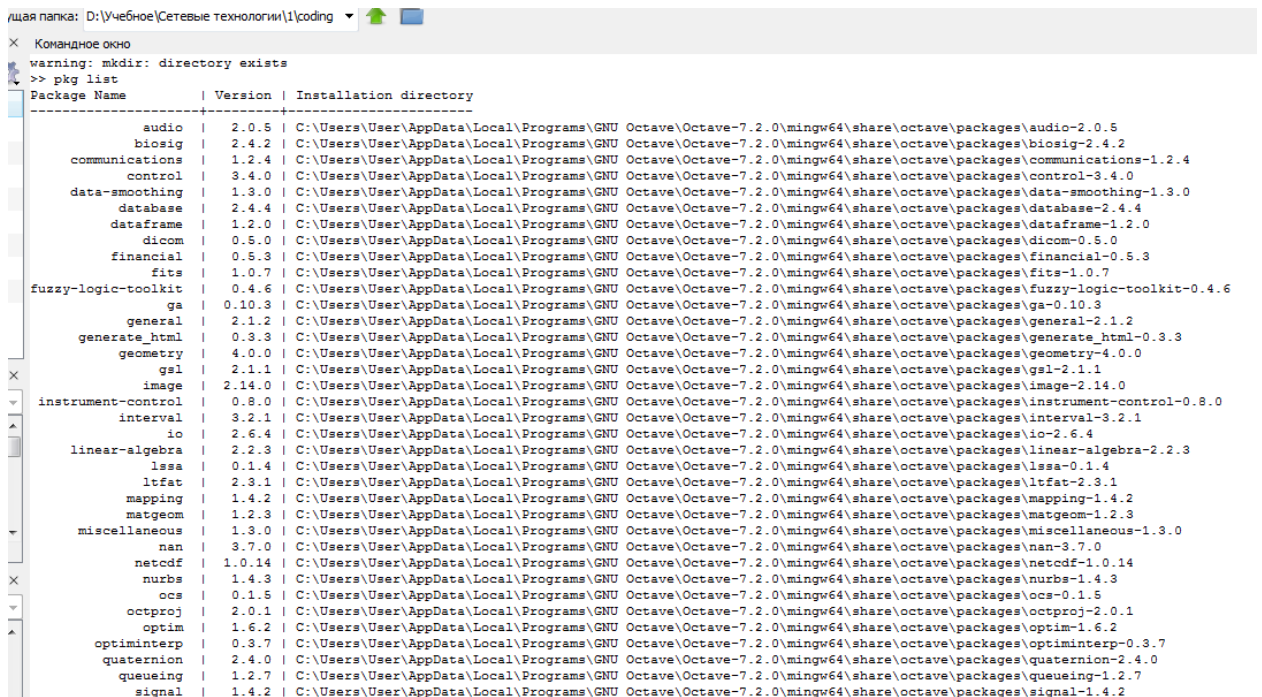 ущая папка: D:\Учебное\Сетевые технологии\1\coding
Командное окно
warning: mkdir: directory exists
>> pkg list
Package Name         | Version | Installation directory
---------------------+---------+-----------------------
audio | 2.0.5 | C:\Users\User\AppData\Local\Programs\GNU Octave\Octave-7.2.0\mingw64\share\octave\packages\audio-2.0.5
biosig | 2.4.2 | C:\Users\User\AppData\Local\Programs\GNU Octave\Octave-7.2.0\mingw64\share\octave\packages\biosig-2.4.2
communications | 1.2.4 | C:\Users\User\AppData\Local\Programs\GNU Octave\Octave-7.2.0\mingw64\share\octave\packages\communications-1.2.4
control | 3.4.0 | C:\Users\User\AppData\Local\Programs\GNU Octave\Octave-7.2.0\mingw64\share\octave\packages\control-3.4.0
data-smoothing | 1.3.0 | C:\Users\User\AppData\Local\Programs\GNU Octave\Octave-7.2.0\mingw64\share\octave\packages\data-smoothing-1.3.0
database | 2.4.4 | C:\Users\User\AppData\Local\Programs\GNU Octave\Octave-7.2.0\mingw64\share\octave\packages\database-2.4.4
dataframe | 1.2.0 | C:\Users\User\AppData\Local\Programs\GNU Octave\Octave-7.2.0\mingw64\share\octave\packages\dataframe-1.2.0
dicom | 0.5.0 | C:\Users\User\AppData\Local\Programs\GNU Octave\Octave-7.2.0\mingw64\share\octave\packages\dicom-0.5.0
financial | 0.5.3 | C:\Users\User\AppData\Local\Programs\GNU Octave\Octave-7.2.0\mingw64\share\octave\packages\financial-0.5.3
fits | 1.0.7 | C:\Users\User\AppData\Local\Programs\GNU Octave\Octave-7.2.0\mingw64\share\octave\packages\fits-1.0.7
fuzzy-logic-toolkit | 0.4.6 | C:\Users\User\AppData\Local\Programs\GNU Octave\Octave-7.2.0\mingw64\share\octave\packages\fuzzy-logic-toolkit-0.4.6
ga | 0.10.3 | C:\Users\User\AppData\Local\Programs\GNU Octave\Octave-7.2.0\mingw64\share\octave\packages\ga-0.10.3
general | 2.1.2 | C:\Users\User\AppData\Local\Programs\GNU Octave\Octave-7.2.0\mingw64\share\octave\packages\general-2.1.2
generate_html | 0.3.3 | C:\Users\User\AppData\Local\Programs\GNU Octave\Octave-7.2.0\mingw64\share\octave\packages\generate_html-0.3.3
geometry | 4.0.0 | C:\Users\User\AppData\Local\Programs\GNU Octave\Octave-7.2.0\mingw64\share\octave\packages\geometry-4.0.0
gsl | 2.1.1 | C:\Users\User\AppData\Local\Programs\GNU Octave\Octave-7.2.0\mingw64\share\octave\packages\gsl-2.1.1
image | 2.14.0 | C:\Users\User\AppData\Local\Programs\GNU Octave\Octave-7.2.0\mingw64\share\octave\packages\image-2.14.0
instrument-control | 0.8.0 | C:\Users\User\AppData\Local\Programs\GNU Octave\Octave-7.2.0\mingw64\share\octave\packages\instrument-control-0.8.0
interval | 3.2.1 | C:\Users\User\AppData\Local\Programs\GNU Octave\Octave-7.2.0\mingw64\share\octave\packages\interval-3.2.1
io | 2.6.4 | C:\Users\User\AppData\Local\Programs\GNU Octave\Octave-7.2.0\mingw64\share\octave\packages\io-2.6.4
linear-algebra | 2.2.3 | C:\Users\User\AppData\Local\Programs\GNU Octave\Octave-7.2.0\mingw64\share\octave\packages\linear-algebra-2.2.3
lssa | 0.1.4 | C:\Users\User\AppData\Local\Programs\GNU Octave\Octave-7.2.0\mingw64\share\octave\packages\lssa-0.1.4
ltfat | 2.3.1 | C:\Users\User\AppData\Local\Programs\GNU Octave\Octave-7.2.0\mingw64\share\octave\packages\ltfat-2.3.1
mapping | 1.4.2 | C:\Users\User\AppData\Local\Programs\GNU Octave\Octave-7.2.0\mingw64\share\octave\packages\mapping-1.4.2
matgeom | 1.2.3 | C:\Users\User\AppData\Local\Programs\GNU Octave\Octave-7.2.0\mingw64\share\octave\packages\matgeom-1.2.3
miscellaneous | 1.3.0 | C:\Users\User\AppData\Local\Programs\GNU Octave\Octave-7.2.0\mingw64\share\octave\packages\miscellaneous-1.3.0
nan | 3.7.0 | C:\Users\User\AppData\Local\Programs\GNU Octave\Octave-7.2.0\mingw64\share\octave\packages\nan-3.7.0
netcdf | 1.0.14 | C:\Users\User\AppData\Local\Programs\GNU Octave\Octave-7.2.0\mingw64\share\octave\packages\netcdf-1.0.14
nurbs | 1.4.3 | C:\Users\User\AppData\Local\Programs\GNU Octave\Octave-7.2.0\mingw64\share\octave\packages\nurbs-1.4.3
ocs | 0.1.5 | C:\Users\User\AppData\Local\Programs\GNU Octave\Octave-7.2.0\mingw64\share\octave\packages\ocs-0.1.5
octproj | 2.0.1 | C:\Users\User\AppData\Local\Programs\GNU Octave\Octave-7.2.0\mingw64\share\octave\packages\octproj-2.0.1
optim | 1.6.2 | C:\Users\User\AppData\Local\Programs\GNU Octave\Octave-7.2.0\mingw64\share\octave\packages\optim-1.6.2
optiminterp | 0.3.7 | C:\Users\User\AppData\Local\Programs\GNU Octave\Octave-7.2.0\mingw64\share\octave\packages\optiminterp-0.3.7
quaternion | 2.4.0 | C:\Users\User\AppData\Local\Programs\GNU Octave\Octave-7.2.0\mingw64\share\octave\packages\quaternion-2.4.0
queueing | 1.2.7 | C:\Users\User\AppData\Local\Programs\GNU Octave\Octave-7.2.0\mingw64\share\octave\packages\queueing-1.2.7
signal | 1.4.2 | C:\Users\User\AppData\Local\Programs\GNU Octave\Octave-7.2.0\mingw64\share\octave\packages\signal-1.4.2